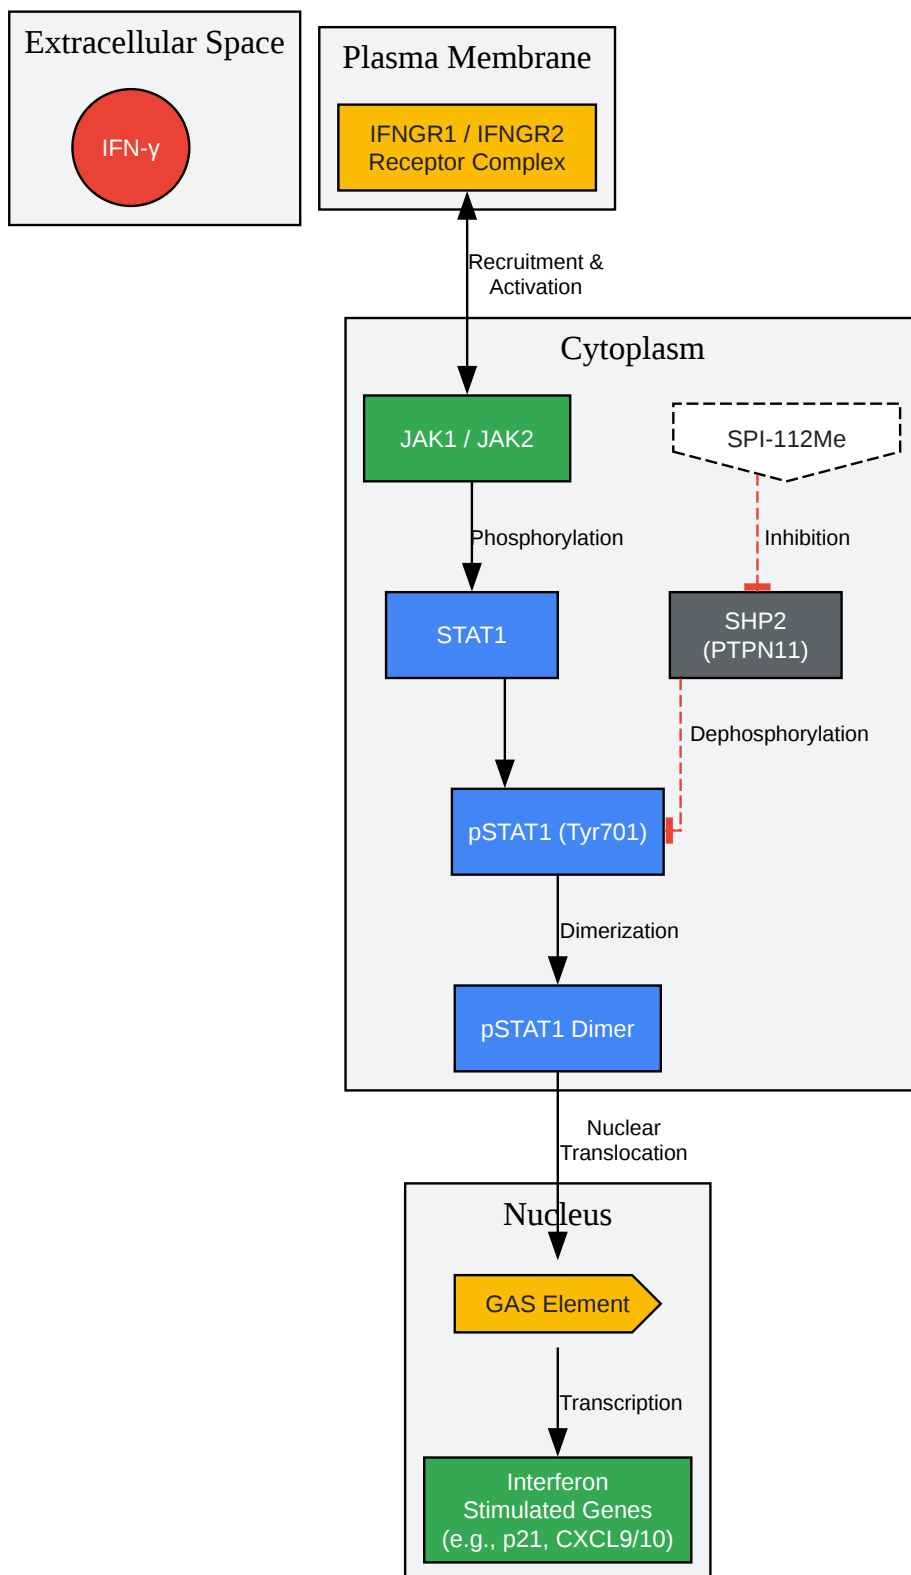 Extracellular Space
IFN-γ
Plasma Membrane
IFNGR1 / IFNGR2
Receptor Complex
Recruitment &
Activation
Cytoplasm
JAK1 / JAK2
SPI-112Me
Phosphorylation
Inhibition
STAT1
SHP2
(PTPN11)
Dephosphorylation
pSTAT1 (Tyr701)
Dimerization
pSTAT1 Dimer
Nuclear
Translocation
Nucleus
GAS Element
Transcription
Interferon
Stimulated Genes
(e.g., p21, CXCL9/10)